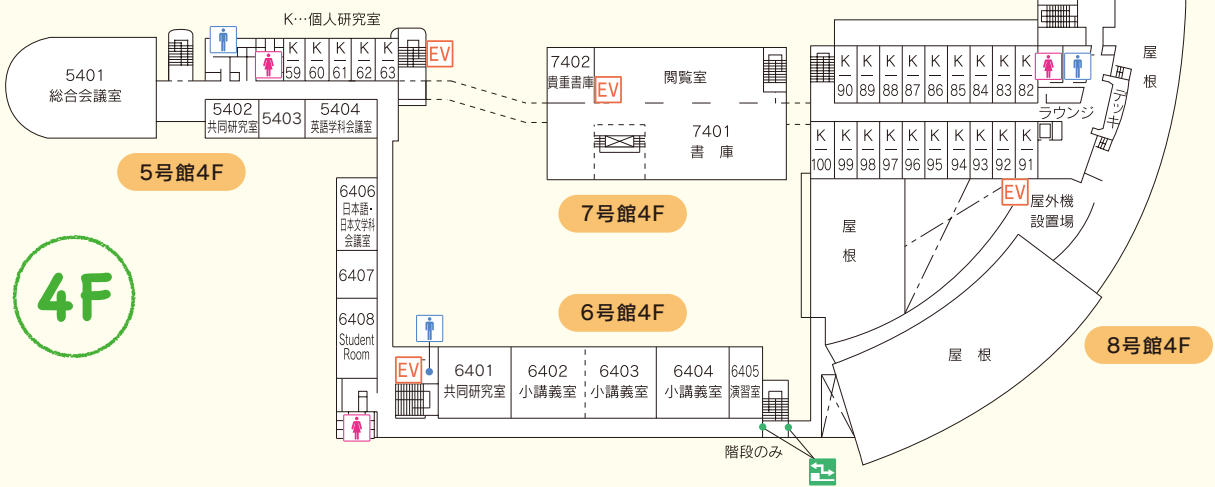 K…個人研究室
5401
総合会議室
K
59
K
60
K
61
K
62
K
63
EV
5402
共同研究室
5403
5404
英語学科会議室
5号館4F
7402
貴重書庫
EV
閲覧室
7401
書 庫
7号館4F
K
90
K
89
K
88
K
87
K
86
K
85
K
84
K
83
K
82
ラウンジ
デッキ
屋
根
K
100
K
99
K
98
K
97
K
96
K
95
K
94
K
93
K
92
K
91
EV
屋外機
設置場
屋
根
屋 根
8号館4F
6406
日本語・
日本文学科
会議室
6407
6408
Student
Room
4F
6号館4F
EV
6401
共同研究室
6402
小講義室
6403
小講義室
6404
小講義室
6405
演習室
階段のみ